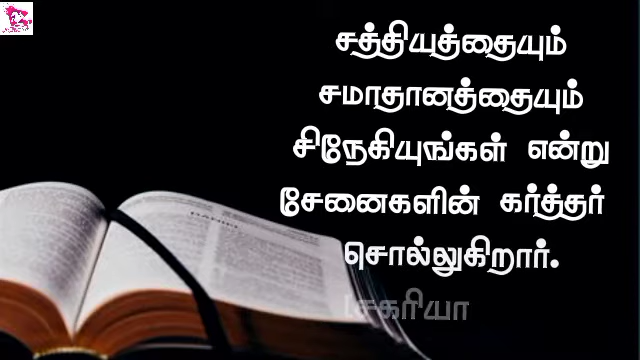 சத்தியத்தையும்
சமாதானத்தையும்
சிநேகியுங்கள் என்று
சேனைகளின் கர்த்தர்
சொல்லுகிறார்.
சகரியா